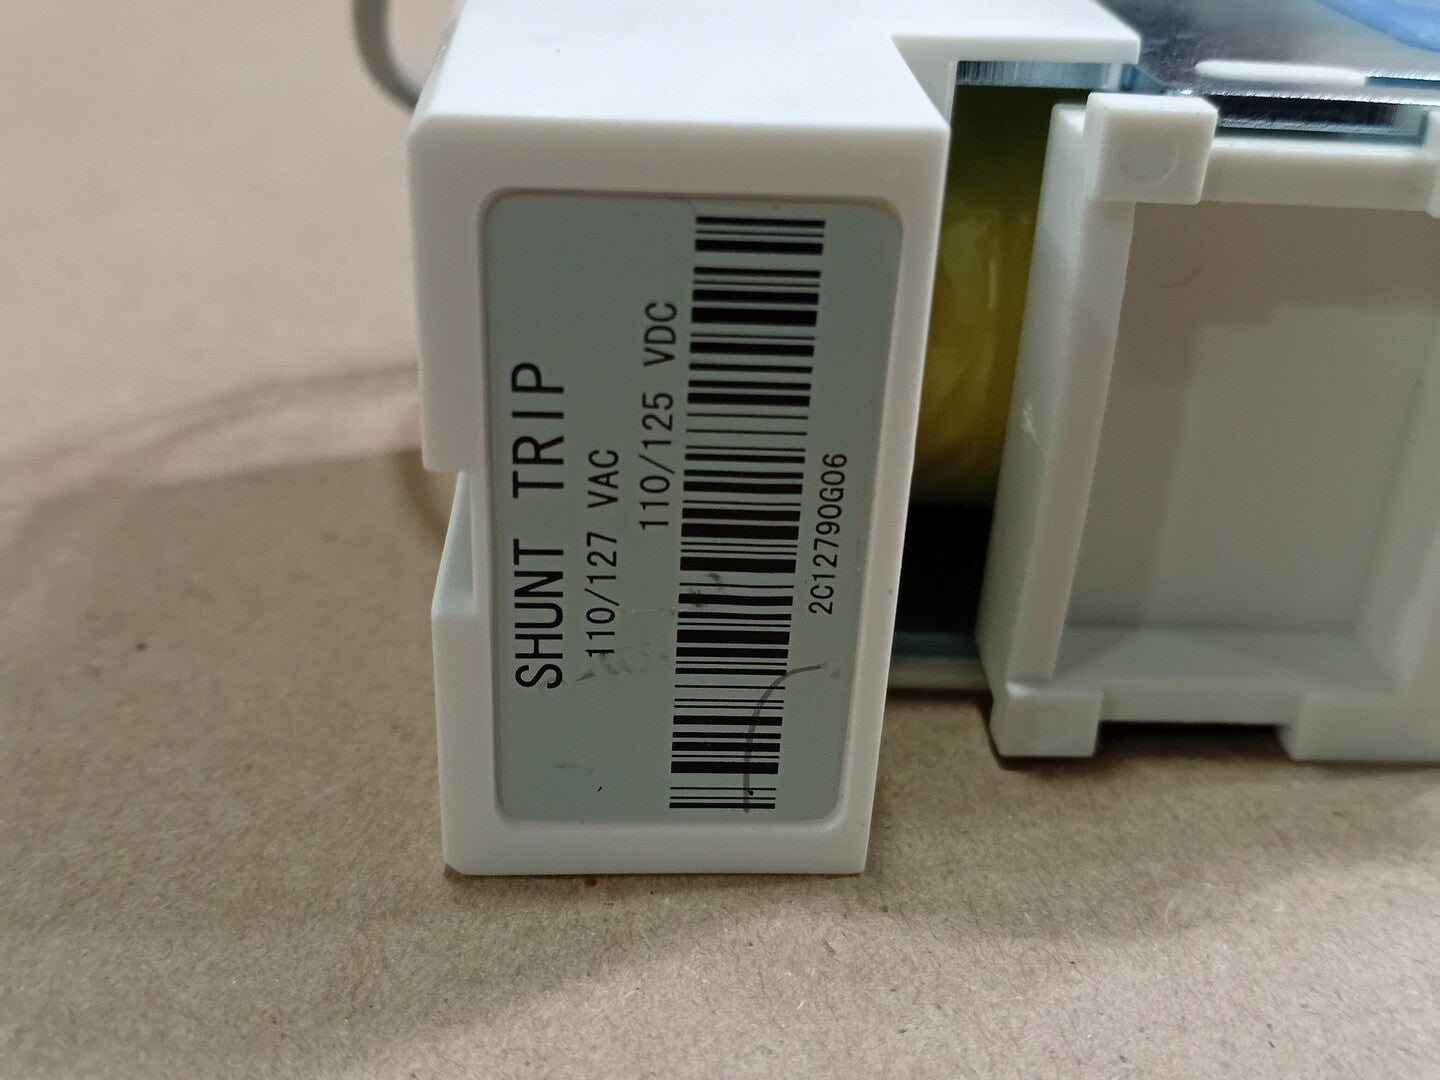 SHUNT TRIP
110/127 VAC
110/125 VDC
2C12790G06